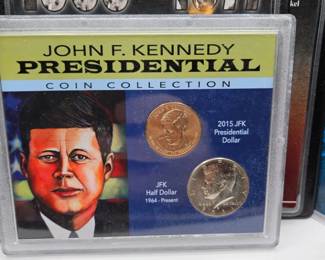 JOHN F. KENNEDY
PRESIDENTIAL
COIN COLLECTION
2015 JFK
Presidential
Dollar
JFK
Half Dollar
1964 - Present